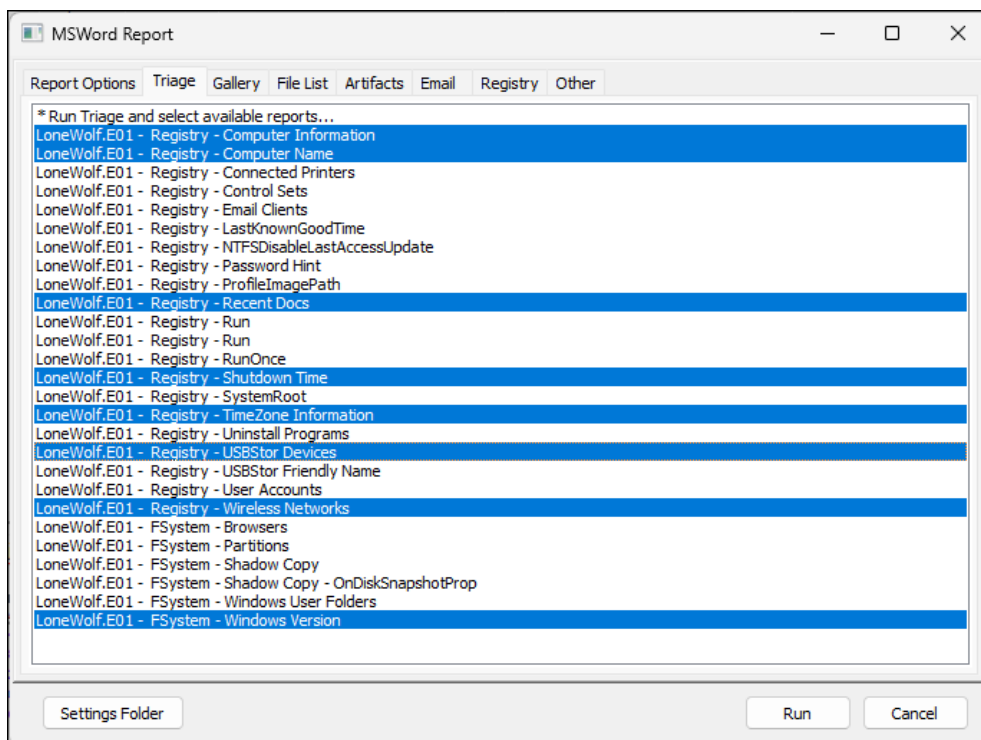 MSWord Report
Report Options Triage Gallery File List Artifacts Email Registry Other
* Run Triage and select available reports...
LoneWolf.E01 - Registry - Computer Information
LoneWolf.E01 - Registry - Computer Name
LoneWolf.E01 - Registry - Connected Printers
LoneWolf.E01 - Registry - Control Sets
LoneWolf.E01 - Registry - Email Clients
LoneWolf.E01 - Registry - LastKnownGoodTime
LoneWolf.E01 - Registry - NTFSDisableLastAccessUpdate
LoneWolf.E01 - Registry - Password Hint
LoneWolf.E01 - Registry - ProfileImagePath
LoneWolf.E01 - Registry - Recent Docs
LoneWolf.E01 - Registry - Run
LoneWolf.E01 - Registry - Run
LoneWolf.E01 - Registry - RunOnce
LoneWolf.E01 - Registry - Shutdown Time
LoneWolf.E01 - Registry - SystemRoot
LoneWolf.E01 - Registry - TimeZone Information
LoneWolf.E01 - Registry - Uninstall Programs
LoneWolf.E01 - Registry - USBStor Devices
LoneWolf.E01 - Registry - USBStor Friendly Name
LoneWolf.E01 - Registry - User Accounts
LoneWolf.E01 - Registry - Wireless Networks
LoneWolf.E01 - FSystem - Browsers
LoneWolf.E01 - FSystem - Partitions
LoneWolf.E01 - FSystem - Shadow Copy
LoneWolf.E01 - FSystem - Shadow Copy - OnDiskSnapshotProp
LoneWolf.E01 - FSystem - Windows User Folders
LoneWolf.E01 - FSystem - Windows Version
Settings Folder Run Cancel